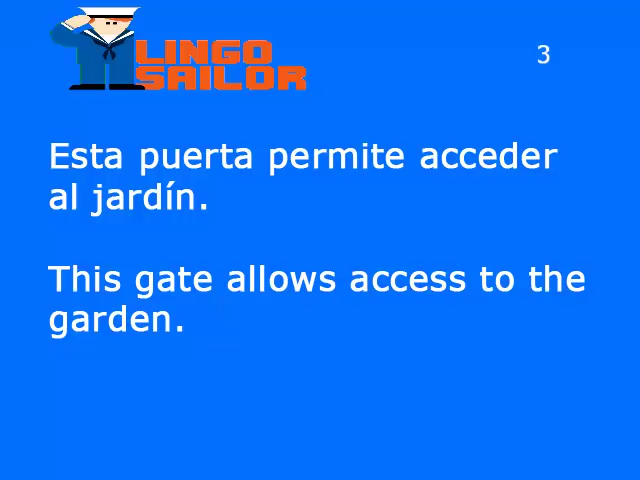 LINGO
SAILOR
3
Esta puerta permite acceder
al jardín.
This gate allows access to the
garden.